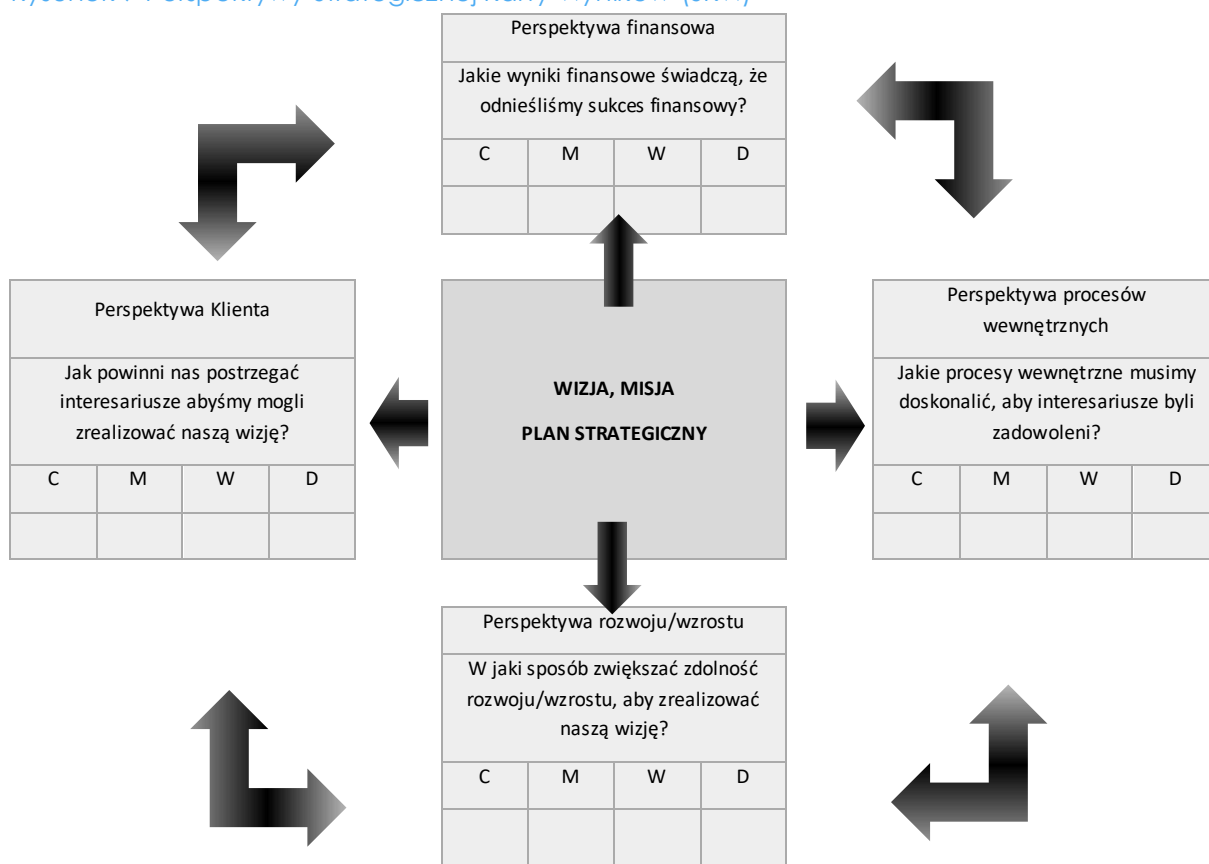 Perspektywa finansowa
Jakie wyniki finansowe świadczą, że
odnieśliśmy sukces finansowy?
C M W D
Perspektywa Klienta
Jak powinni nas postrzegać
interesariusze abyśmy mogli
zrealizować naszą wizję?
C M W D
WIZJA, MISJA
PLAN STRATEGICZNY
Perspektywa procesów
wewnętrznych
Jakie procesy wewnętrzne musimy
doskonalić, aby interesariusze byli
zadowoleni?
C M W D
Perspektywa rozwoju/wzrostu
W jaki sposób zwiększać zdolność
rozwoju/wzrostu, aby zrealizować
naszą wizję?
C M W D